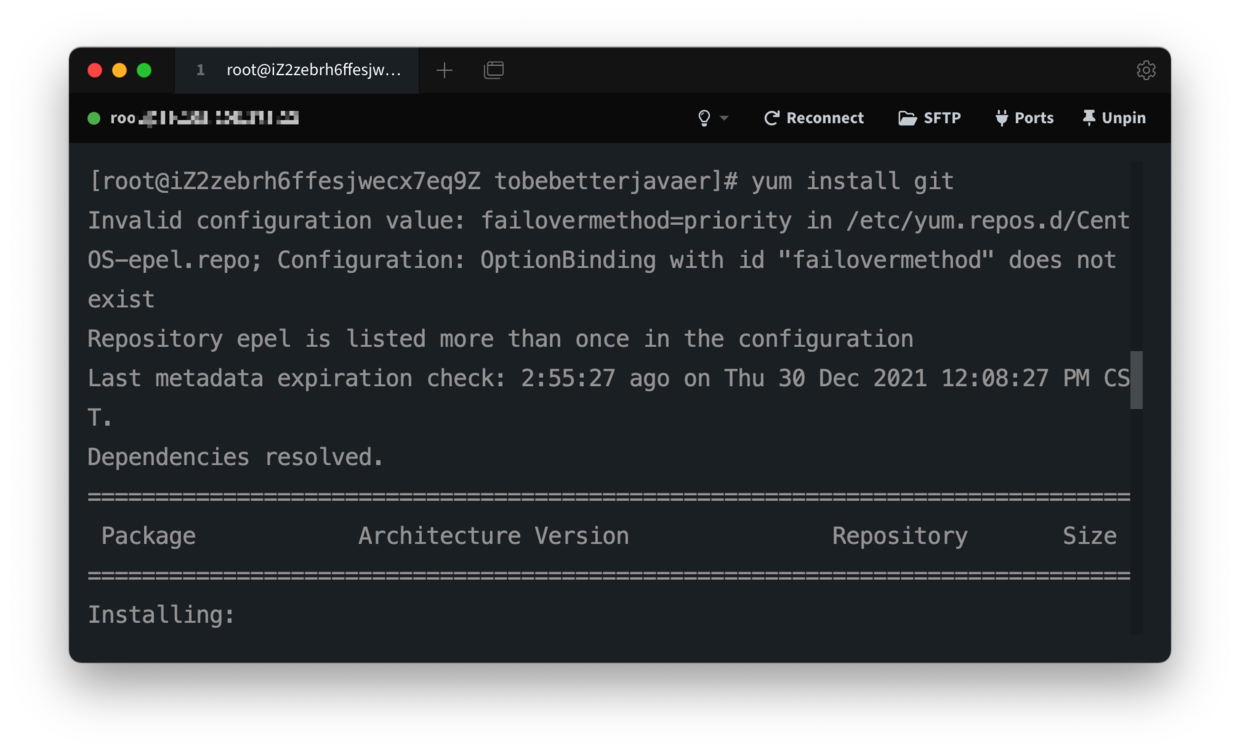 1 root@iZ2zebrh6ffesjw...
roo
Reconnect SFTP Ports Unpin
[root@iZ2zebrh6ffesjwecx7eq9Z tobebetterjavaer]# yum install git
Invalid configuration value: failovermethod=priority in /etc/yum.repos.d/Cent
OS-epel.repo; Configuration: OptionBinding with id "failovermethod" does not
exist
Repository epel is listed more than once in the configuration
Last metadata expiration check: 2:55:27 ago on Thu 30 Dec 2021 12:08:27 PM CS
T.
Dependencies resolved.
=============================================================================
Package Architecture Version Repository Size
=============================================================================
Installing: